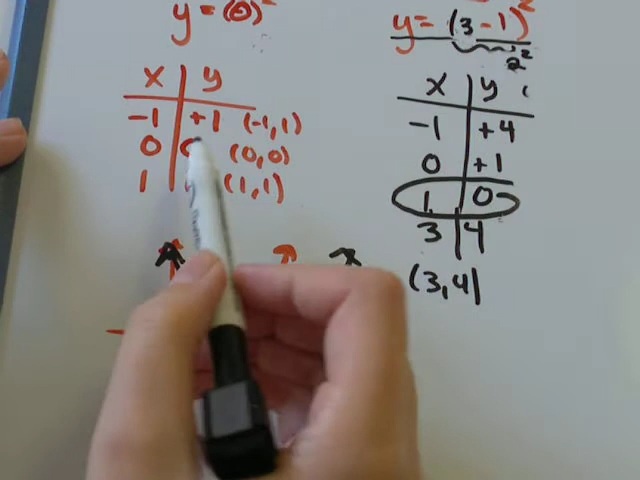 y = (0)²
x y
-1 +1 (-1,1)
0 0 (0,0)
1 (1,1)
y = (3-1)²
2²
x y
-1 +4
0 +1
1 0
3 4
(3,4)